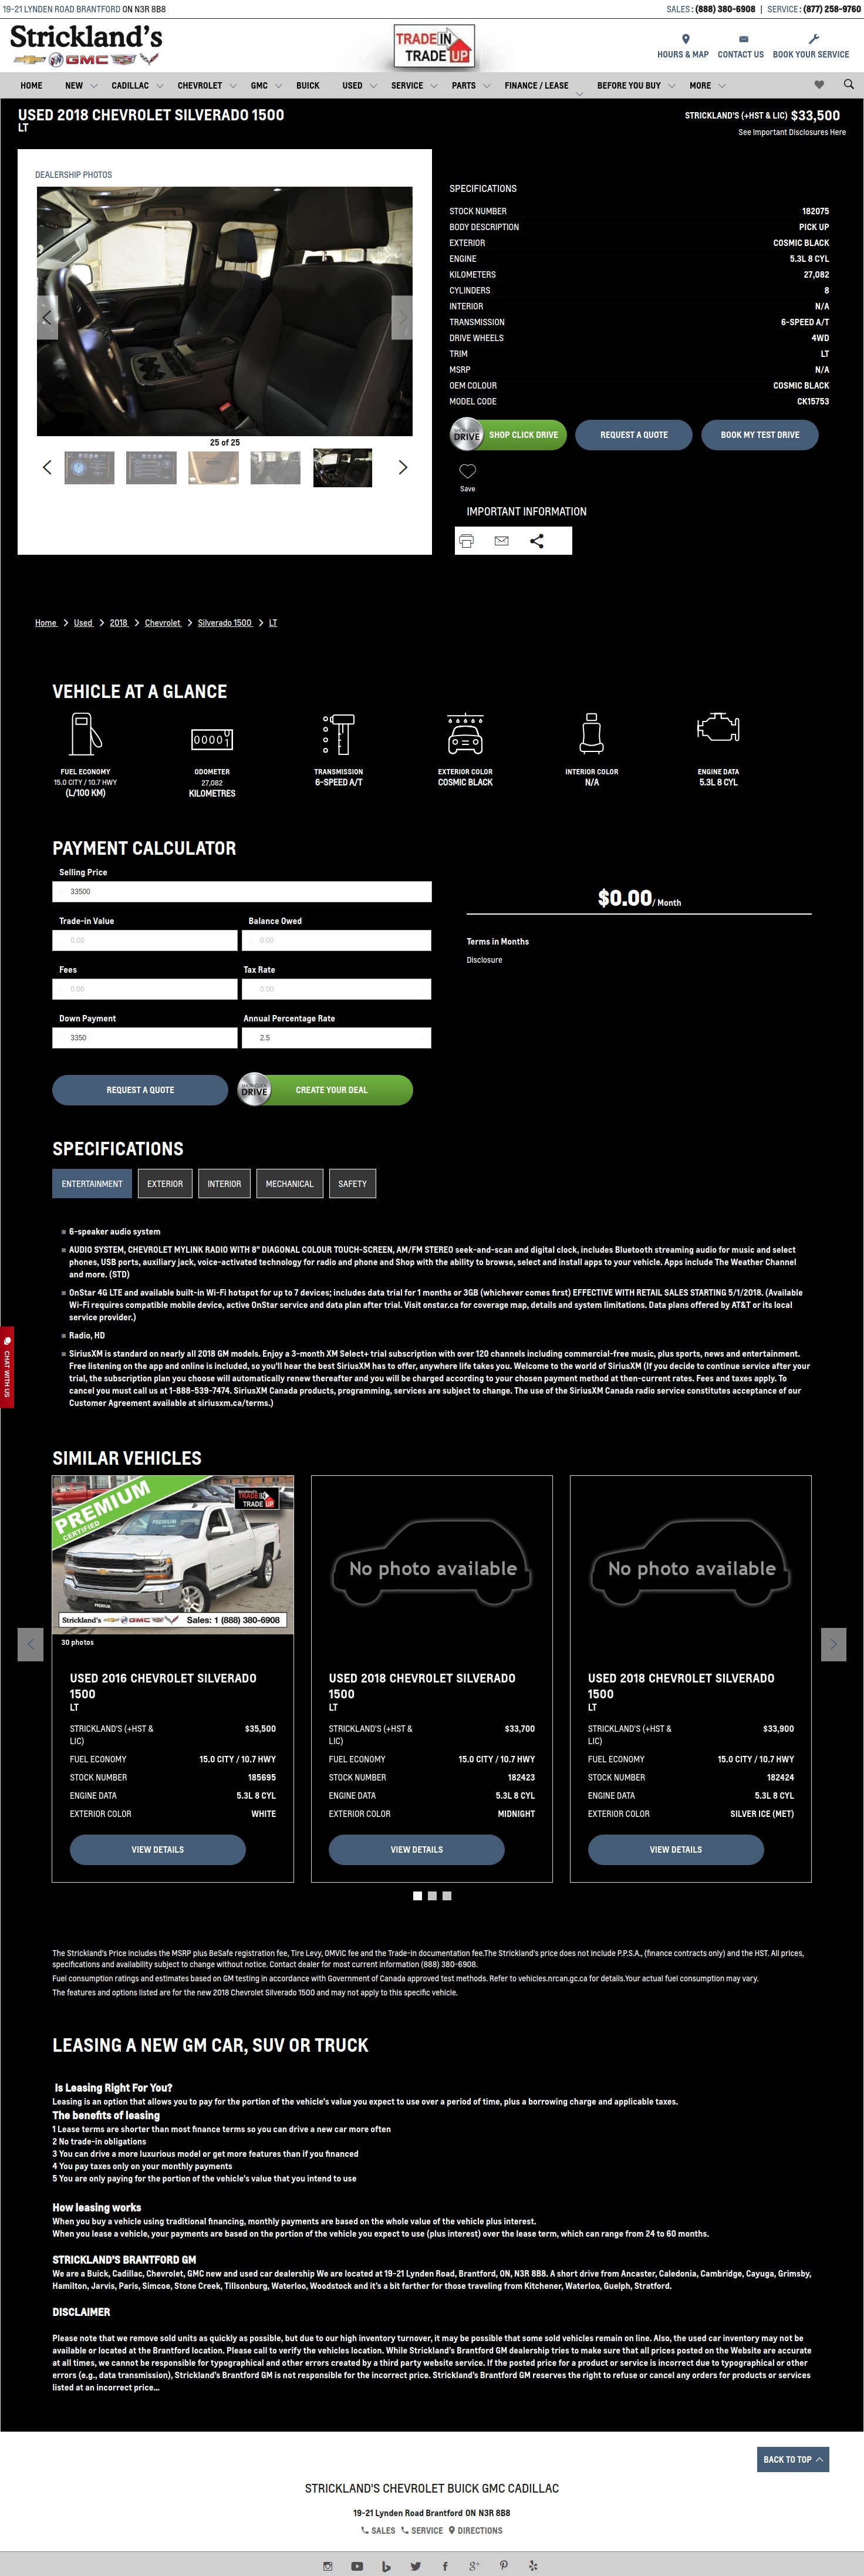 19-21 LYNDEN ROAD BRANTFORD ON N3R 8B8
SALES : (888) 380-6908 | SERVICE : (877) 258-9760
Strickland's
GMC
TRADE IN
TRADE UP
HOURS & MAP CONTACT US BOOK YOUR SERVICE
HOME NEW CADILLAC CHEVROLET GMC BUICK USED SERVICE PARTS FINANCE / LEASE BEFORE YOU BUY MORE
USED 2018 CHEVROLET SILVERADO 1500
LT
STRICKLAND'S (+HST & LIC) $33,500
See Important Disclosures Here
DEALERSHIP PHOTOS
25 of 25
SPECIFICATIONS
STOCK NUMBER 182075
BODY DESCRIPTION PICK UP
EXTERIOR COSMIC BLACK
ENGINE 5.3L 8 CYL
KILOMETERS 27,082
CYLINDERS 8
INTERIOR N/A
TRANSMISSION 6-SPEED A/T
DRIVE WHEELS 4WD
TRIM LT
MSRP N/A
OEM COLOUR COSMIC BLACK
MODEL CODE CK15753
SHOP.CLICK. DRIVE SHOP CLICK DRIVE REQUEST A QUOTE BOOK MY TEST DRIVE
Save
IMPORTANT INFORMATION
Home Used 2018 Chevrolet Silverado 1500 LT
VEHICLE AT A GLANCE
00001
FUEL ECONOMY
15.0 CITY / 10.7 HWY
(L/100 KM)
ODOMETER
27,082
KILOMETRES
TRANSMISSION
6-SPEED A/T
EXTERIOR COLOR
COSMIC BLACK
INTERIOR COLOR
N/A
ENGINE DATA
5.3L 8 CYL
PAYMENT CALCULATOR
Selling Price
33500
Trade-in Value Balance Owed
0.00 0.00
Fees Tax Rate
0.00 0.00
Down Payment Annual Percentage Rate
3350 2.5
$0.00 / Month
Terms in Months
Disclosure
REQUEST A QUOTE SHOP.CLICK. DRIVE CREATE YOUR DEAL
SPECIFICATIONS
ENTERTAINMENT EXTERIOR INTERIOR MECHANICAL SAFETY
6-speaker audio system
AUDIO SYSTEM, CHEVROLET MYLINK RADIO WITH 8" DIAGONAL COLOUR TOUCH-SCREEN, AM/FM STEREO seek-and-scan and digital clock, includes Bluetooth streaming audio for music and select
phones, USB ports, auxiliary jack, voice-activated technology for radio and phone and Shop with the ability to browse, select and install apps to your vehicle. Apps include The Weather Channel
and more. (STD)
OnStar 4G LTE and available built-in Wi-Fi hotspot for up to 7 devices; includes data trial for 1 months or 3GB (whichever comes first) EFFECTIVE WITH RETAIL SALES STARTING 5/1/2018. (Available
Wi-Fi requires compatible mobile device, active OnStar service and data plan after trial. Visit onstar.ca for coverage map, details and system limitations. Data plans offered by AT&T or its local
service provider.)
Radio, HD
SiriusXM is standard on nearly all 2018 GM models. Enjoy a 3-month XM Select+ trial subscription with over 120 channels including commercial-free music, plus sports, news and entertainment.
Free listening on the app and online is included, so you'll hear the best SiriusXM has to offer, anywhere life takes you. Welcome to the world of SiriusXM (If you decide to continue service after your
trial, the subscription plan you choose will automatically renew thereafter and you will be charged according to your chosen payment method at then-current rates. Fees and taxes apply. To
cancel you must call us at 1-888-539-7474. SiriusXM Canada products, programming, services are subject to change. The use of the SiriusXM Canada radio service constitutes acceptance of our
Customer Agreement available at siriusxm.ca/terms.)
CHAT WITH US
SIMILAR VEHICLES
PREMIUM
CERTIFIED
TRADE IN
TRADE UP
PREMIUM
Strickland's GMC Sales: 1 (888) 380-6908
30 photos
USED 2016 CHEVROLET SILVERADO
1500
LT
STRICKLAND'S (+HST & $35,500
LIC)
FUEL ECONOMY 15.0 CITY / 10.7 HWY
STOCK NUMBER 185695
ENGINE DATA 5.3L 8 CYL
EXTERIOR COLOR WHITE
VIEW DETAILS
No photo available
USED 2018 CHEVROLET SILVERADO
1500
LT
STRICKLAND'S (+HST & $33,700
LIC)
FUEL ECONOMY 15.0 CITY / 10.7 HWY
STOCK NUMBER 182423
ENGINE DATA 5.3L 8 CYL
EXTERIOR COLOR MIDNIGHT
VIEW DETAILS
No photo available
USED 2018 CHEVROLET SILVERADO
1500
LT
STRICKLAND'S (+HST & $33,900
LIC)
FUEL ECONOMY 15.0 CITY / 10.7 HWY
STOCK NUMBER 182424
ENGINE DATA 5.3L 8 CYL
EXTERIOR COLOR SILVER ICE (MET)
VIEW DETAILS
The Strickland's Price includes the MSRP plus BeSafe registration fee, Tire Levy, OMVIC fee and the Trade-in documentation fee.The Strickland's price does not include P.P.S.A., (finance contracts only) and the HST. All prices,
specifications and availability subject to change without notice. Contact dealer for most current information (888) 380-6908.
Fuel consumption ratings and estimates based on GM testing in accordance with Government of Canada approved test methods. Refer to vehicles.nrcan.gc.ca for details.Your actual fuel consumption may vary.
The features and options listed are for the new 2018 Chevrolet Silverado 1500 and may not apply to this specific vehicle.
LEASING A NEW GM CAR, SUV OR TRUCK
Is Leasing Right For You?
Leasing is an option that allows you to pay for the portion of the vehicle's value you expect to use over a period of time, plus a borrowing charge and applicable taxes.
The benefits of leasing
1 Lease terms are shorter than most finance terms so you can drive a new car more often
2 No trade-in obligations
3 You can drive a more luxurious model or get more features than if you financed
4 You pay taxes only on your monthly payments
5 You are only paying for the portion of the vehicle's value that you intend to use
How leasing works
When you buy a vehicle using traditional financing, monthly payments are based on the whole value of the vehicle plus interest.
When you lease a vehicle, your payments are based on the portion of the vehicle you expect to use (plus interest) over the lease term, which can range from 24 to 60 months.
STRICKLAND'S BRANTFORD GM
We are a Buick, Cadillac, Chevrolet, GMC new and used car dealership We are located at 19-21 Lynden Road, Brantford, ON, N3R 8B8. A short drive from Ancaster, Caledonia, Cambridge, Cayuga, Grimsby,
Hamilton, Jarvis, Paris, Simcoe, Stone Creek, Tillsonburg, Waterloo, Woodstock and it's a bit farther for those traveling from Kitchener, Waterloo, Guelph, Stratford.
DISCLAIMER
Please note that we remove sold units as quickly as possible, but due to our high inventory turnover, it may be possible that some sold vehicles remain on line. Also, the used car inventory may not be
available or located at the Brantford location. Please call to verify the vehicles location. While Strickland's Brantford GM dealership tries to make sure that all prices posted on the Website are accurate
at all times, we cannot be responsible for typographical and other errors created by a third party website service. If the posted price for a product or service is incorrect due to typographical or other
errors (e.g., data transmission), Strickland's Brantford GM is not responsible for the incorrect price. Strickland's Brantford GM reserves the right to refuse or cancel any orders for products or services
listed at an incorrect price...
BACK TO TOP
STRICKLAND'S CHEVROLET BUICK GMC CADILLAC
19-21 Lynden Road Brantford ON N3R 8B8
SALES SERVICE DIRECTIONS